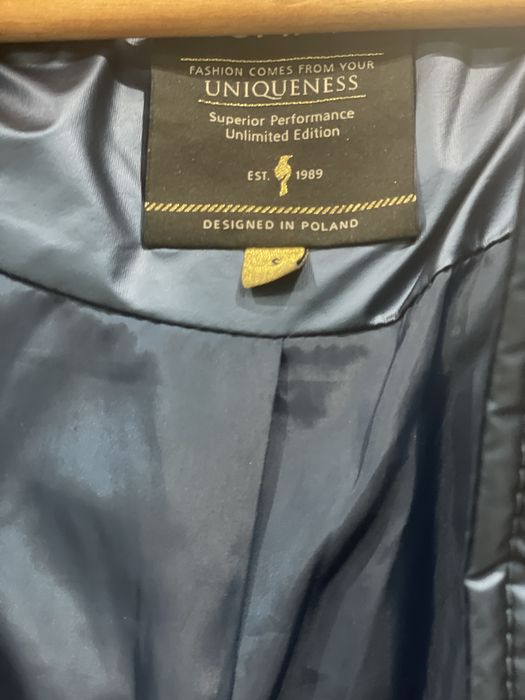 FASHION COMES FROM YOUR
UNIQUENESS
Superior Performance
Unlimited Edition
EST. 1989
DESIGNED IN POLAND